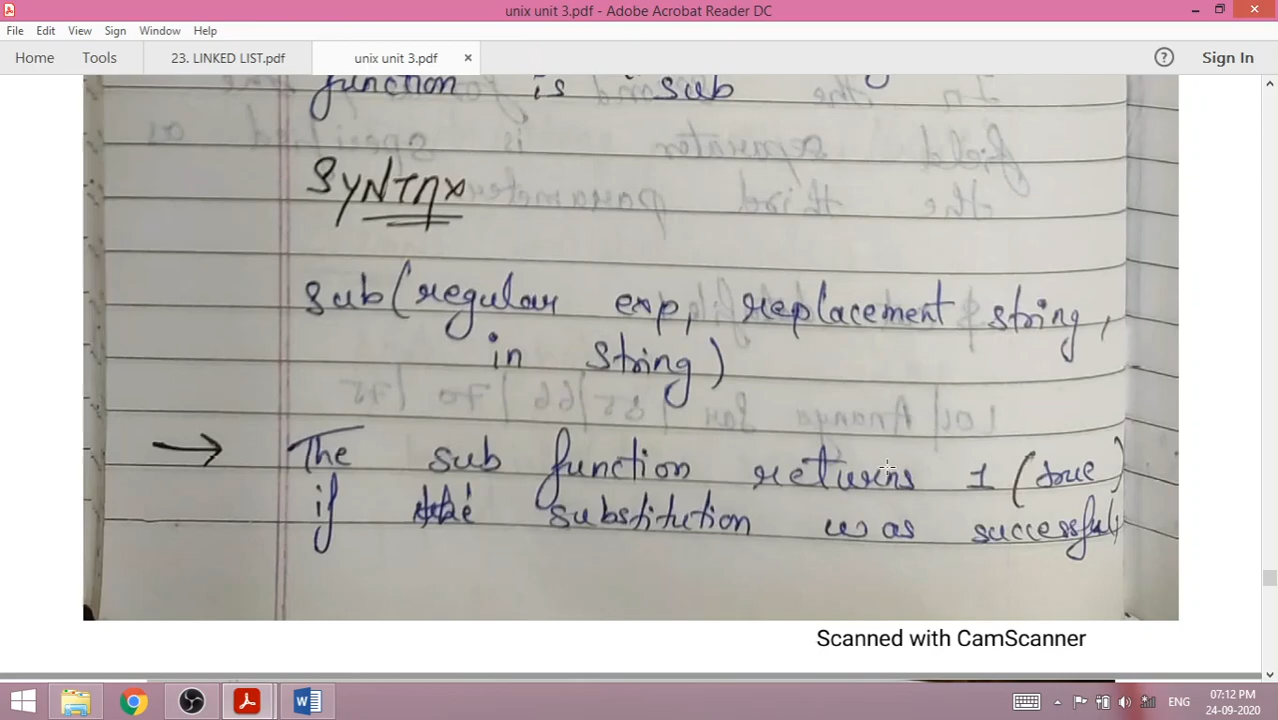 unix unit 3.pdf - Adobe Acrobat Reader DC
File Edit View Sign Window Help
Home Tools 23. LINKED LIST.pdf unix unit 3.pdf × ? Sign In
function is sub
SYNTAX
sub(regular exp, replacement string,
in string)
→ The sub function returns 1 (true)
if the substitution was successful
Scanned with CamScanner
ENG 07:12 PM
24-09-2020